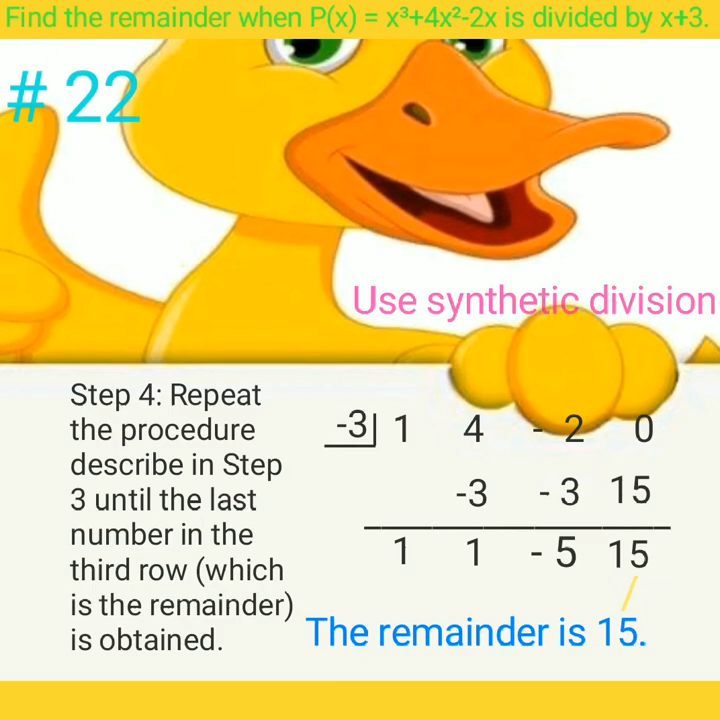 Find the remainder when P(x) = x³+4x²-2x is divided by x+3.
# 22
Use synthetic division
Step 4: Repeat
the procedure
describe in Step
3 until the last
number in the
third row (which
is the remainder)
is obtained.
-3| 1 4 - 2 0
-3 - 3 15
1 1 - 5 15
The remainder is 15.